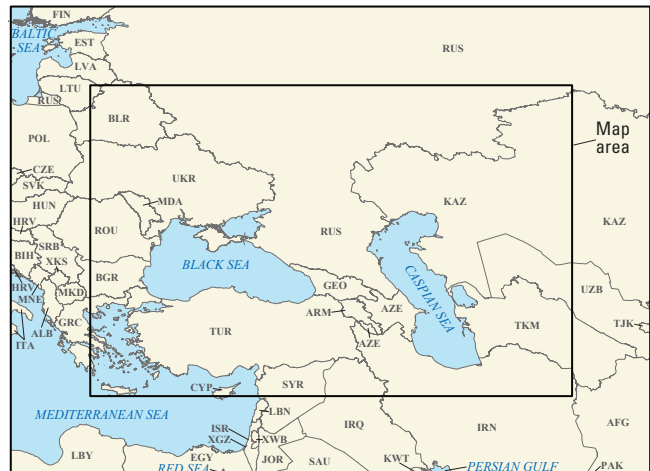 FIN
BALTIC
SEA
EST
RUS
LVA
LTU
RUS
BLR
Map
area
POL
CZE
SVK
UKR
HUN
MDA
KAZ
HRV
ROU
RUS
KAZ
SRB
BIH
XKS
BLACK SEA
CASPIAN SEA
HRV
BGR
GEO
UZB
MNE
MKD
ARM
AZE
GRC
TUR
TKM
TJK
ALB
ITA
AZE
CYP
SYR
MEDITERRANEAN SEA
LBN
ISR
IRQ
IRN
AFG
XGZ
XWB
LBY
EGY
JOR
SAU
KWT
RED SEA
PERSIAN GULF
PAK